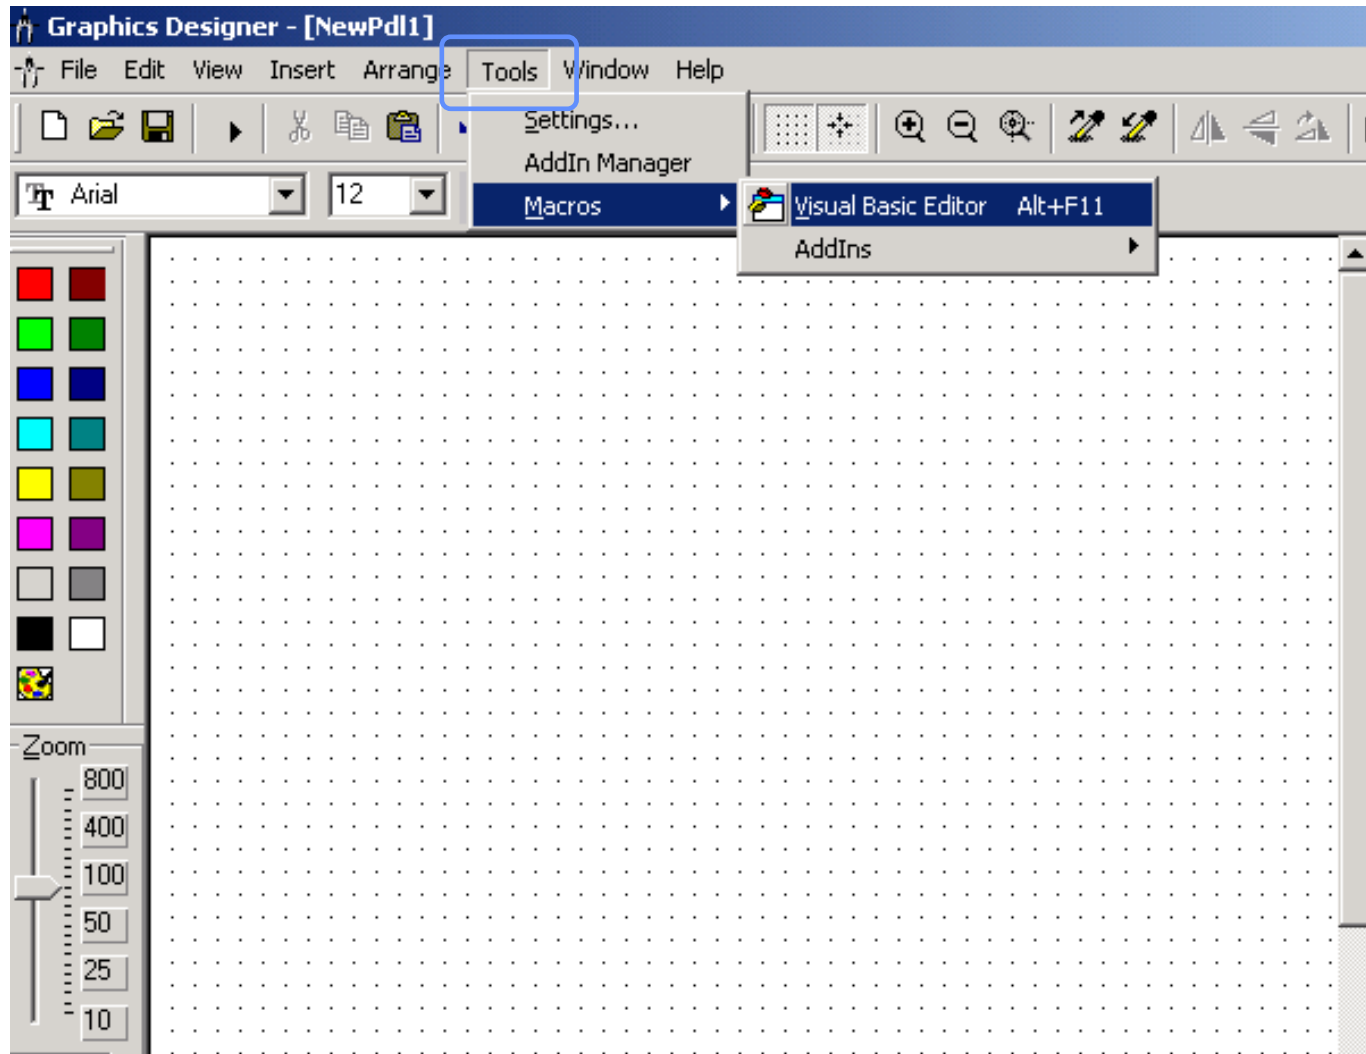 Graphics Designer - [NewPdl1]
File Edit View Insert Arrange Tools Window Help
Settings...
AddIn Manager
Arial 12 Macros Visual Basic Editor Alt+F11
AddIns
Zoom
800
400
100
50
25
10